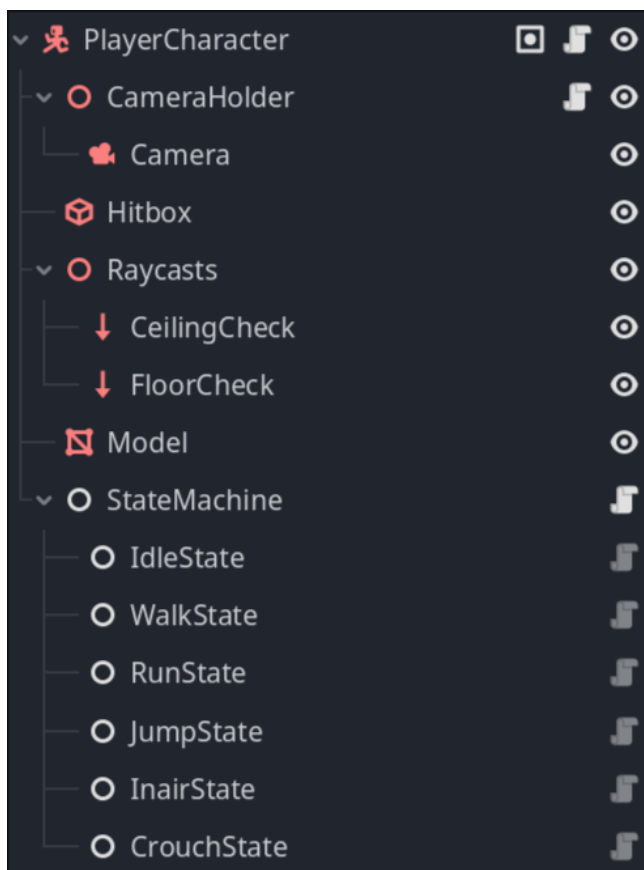 PlayerCharacter
CameraHolder
Camera
Hitbox
Raycasts
CeilingCheck
FloorCheck
Model
StateMachine
IdleState
WalkState
RunState
JumpState
InairState
CrouchState